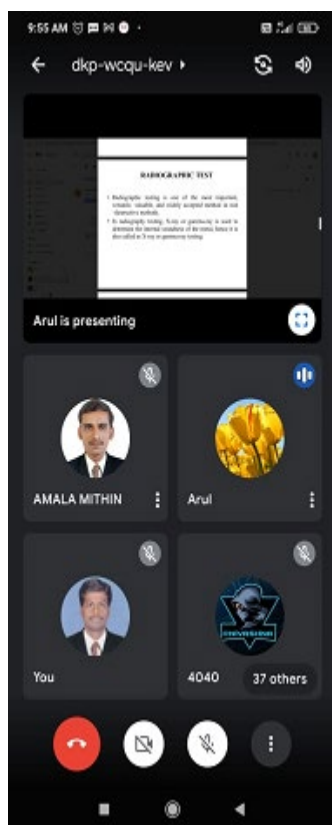 9:55 AM
dkp-wcqu-kev
RADIOGRAPHIC TEST
Radiographic testing is one of the most important,
versatile, valuable, and widely accepted method in non
-destructive methods.
In radiography testing, X-ray or gamma-ray is used to
determine the internal soundness of the metal, hence it is
also called as X-ray or gamma-ray testing.
Arul is presenting
AMALA MITHIN
Arul
You
4040
37 others